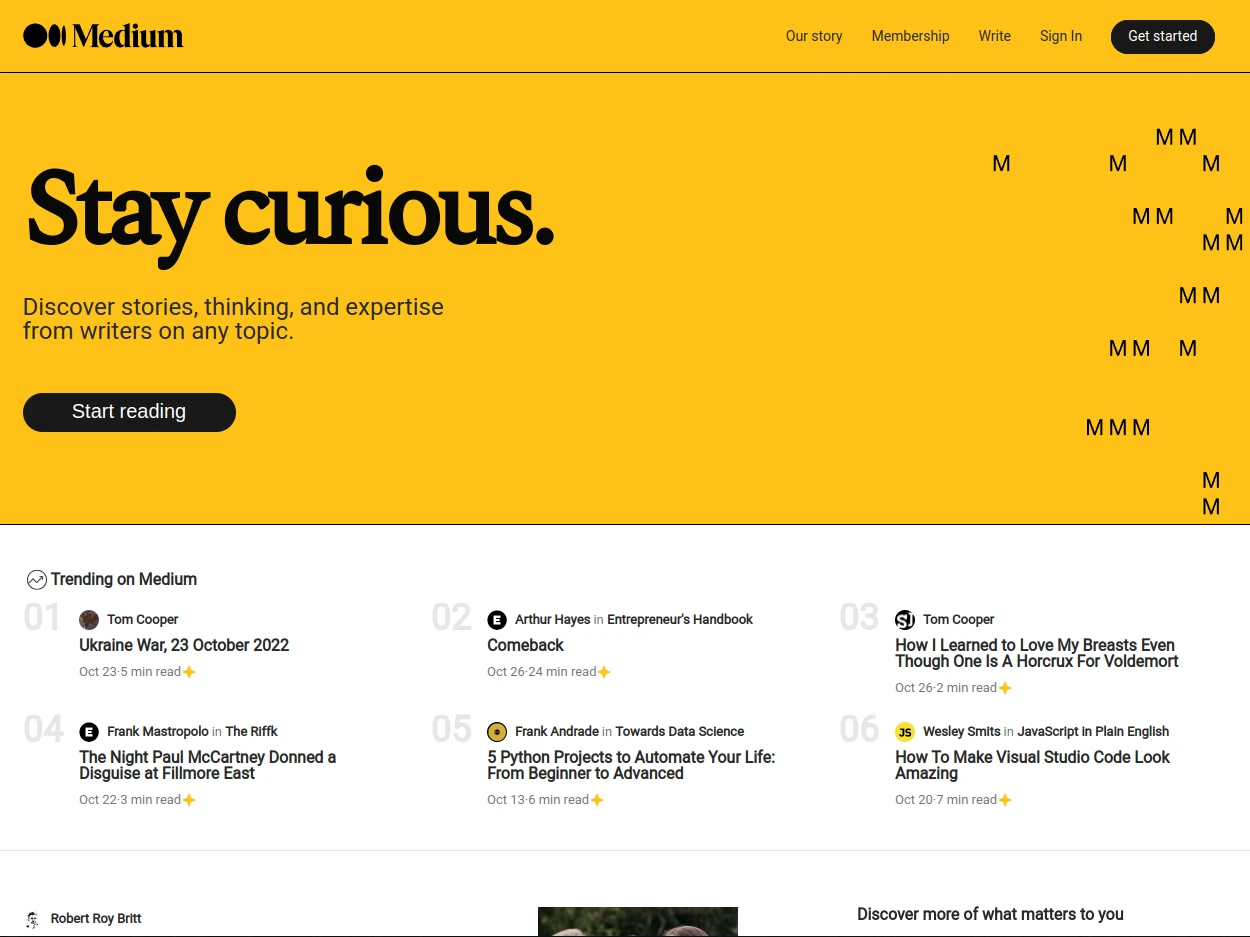 Medium
Our story Membership Write Sign In Get started
M M
M M M
Stay curious.
M M M
M M
Discover stories, thinking, and expertise
from writers on any topic.
M M
M M M
Start reading
M M M
M
M
Trending on Medium
01 Tom Cooper
Ukraine War, 23 October 2022
Oct 23·5 min read
02 E Arthur Hayes in Entrepreneur's Handbook
Comeback
Oct 26·24 min read
03 SJ Tom Cooper
How I Learned to Love My Breasts Even
Though One Is A Horcrux For Voldemort
Oct 26·2 min read
04 E Frank Mastropolo in The Riffk
The Night Paul McCartney Donned a
Disguise at Fillmore East
Oct 22·3 min read
05 Frank Andrade in Towards Data Science
5 Python Projects to Automate Your Life:
From Beginner to Advanced
Oct 13·6 min read
06 JS Wesley Smits in JavaScript In Plain English
How To Make Visual Studio Code Look
Amazing
Oct 20·7 min read
Robert Roy Britt
Discover more of what matters to you